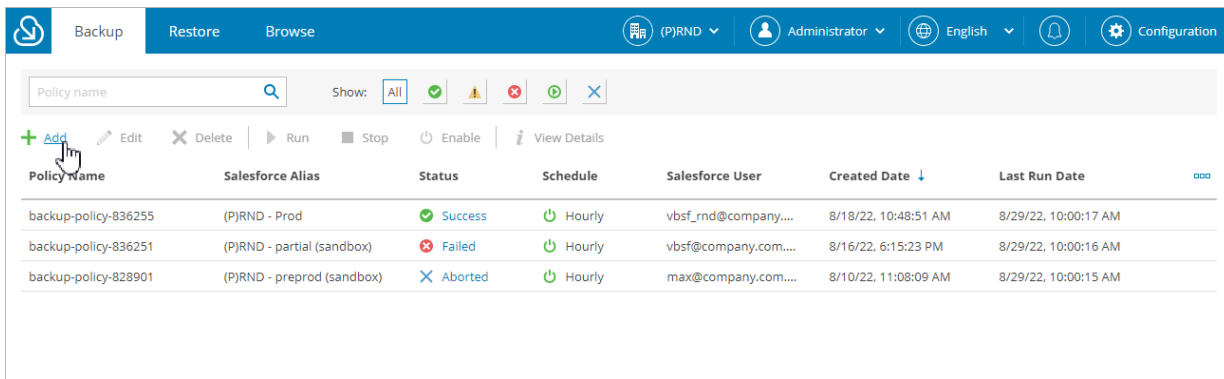 Backup Restore Browse (P)RND Administrator English Configuration
Policy name Show: All
Add Edit Delete Run Stop Enable View Details
Policy Name Salesforce Alias Status Schedule Salesforce User Created Date Last Run Date
backup-policy-836255 (P)RND - Prod Success Hourly vbsf_rnd@company.... 8/18/22, 10:48:51 AM 8/29/22, 10:00:17 AM
backup-policy-836251 (P)RND - partial (sandbox) Failed Hourly vbsf@company.com.... 8/16/22, 6:15:23 PM 8/29/22, 10:00:16 AM
backup-policy-828901 (P)RND - preprod (sandbox) Aborted Hourly max@company.com.... 8/10/22, 11:08:09 AM 8/29/22, 10:00:15 AM